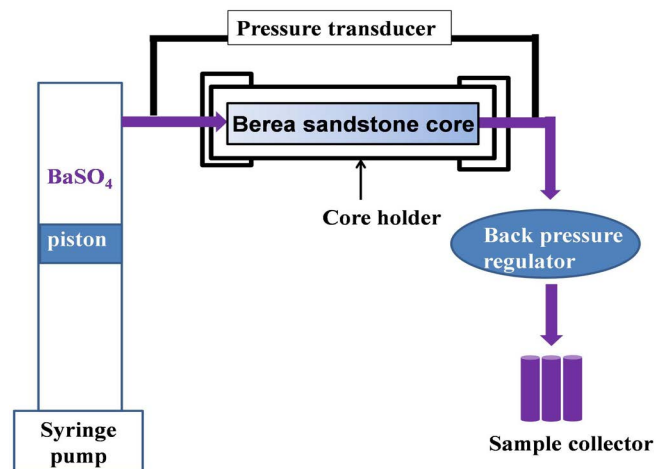 Pressure transducer
Berea sandstone core
BaSO₄
Core holder
piston
Back pressure
regulator
Syringe
pump
Sample collector